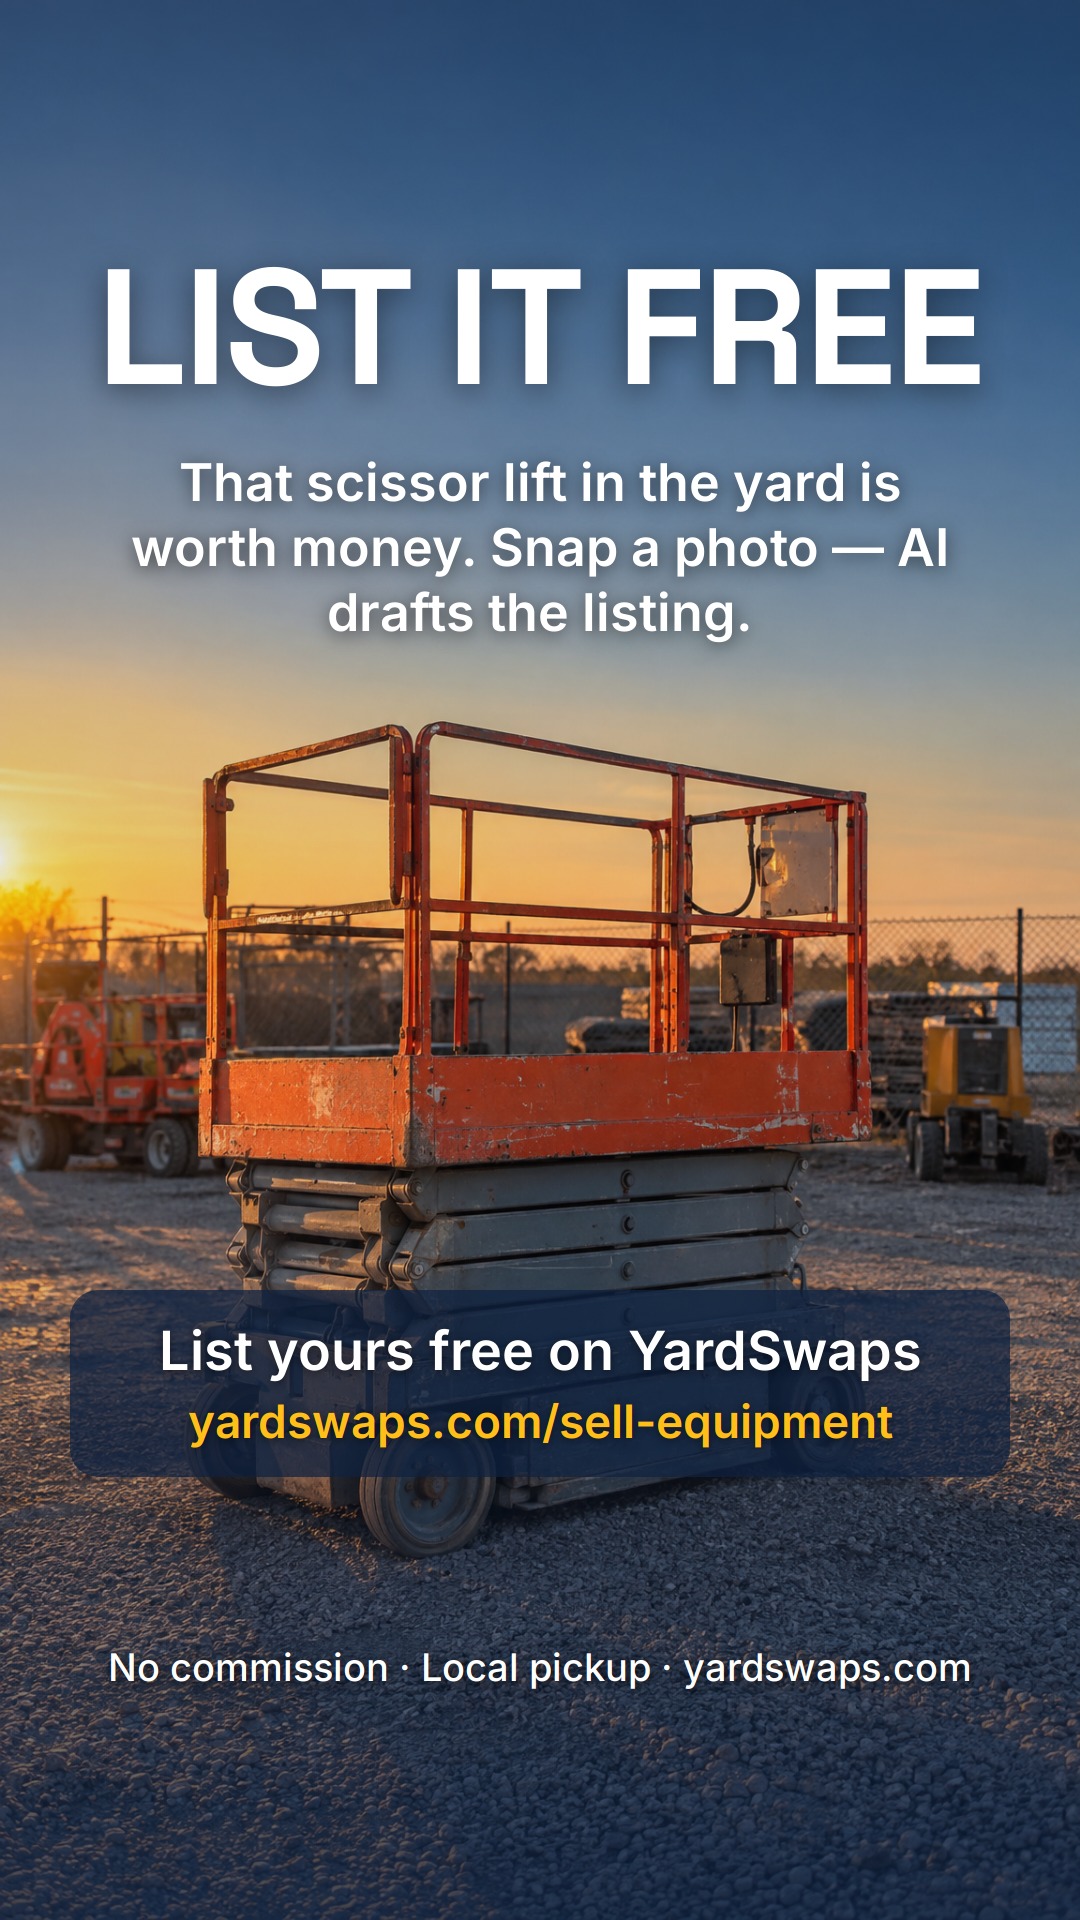 LIST IT FREE
That scissor lift in the yard is
worth money. Snap a photo — AI
drafts the listing.
List yours free on YardSwaps
yardswaps.com/sell-equipment
No commission · Local pickup · yardswaps.com